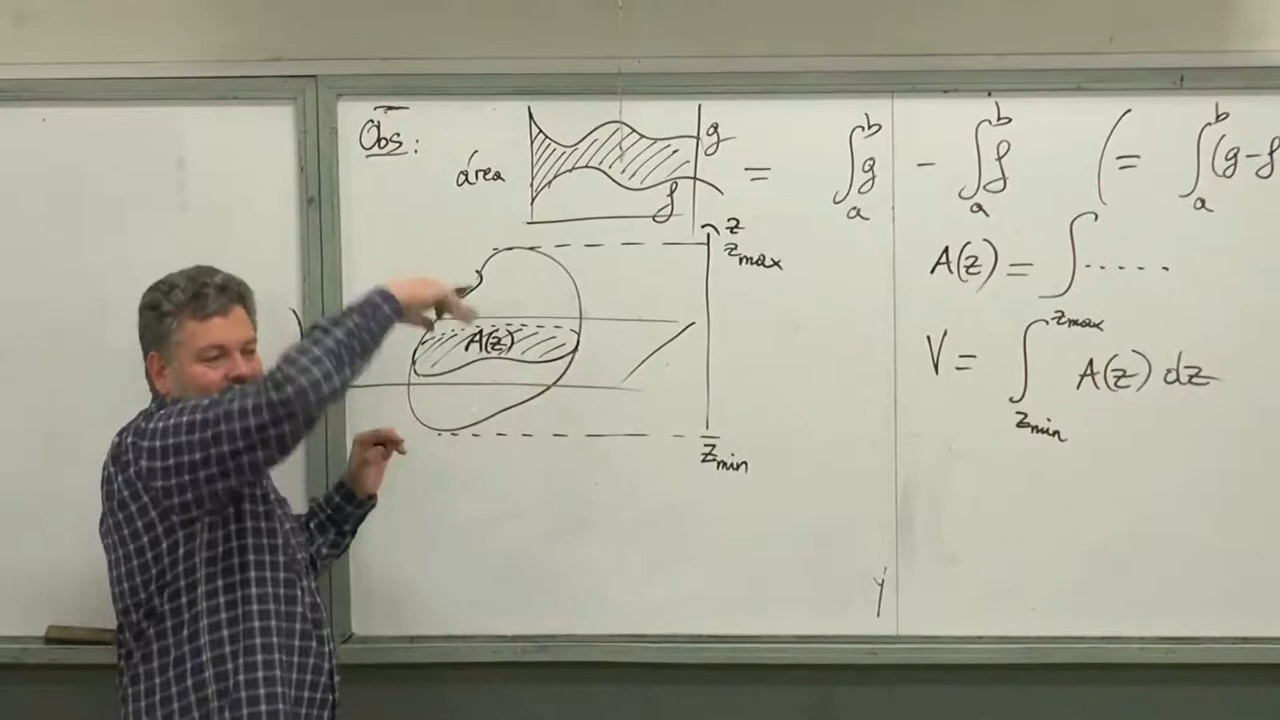 Obs:
área g f = ∫_a^b g - ∫_a^b f (= ∫_a^b (g-f
z
z_max
A(z) = ∫ ......
A(z)
V = ∫_{z_min}^{z_max} A(z) dz
z_min